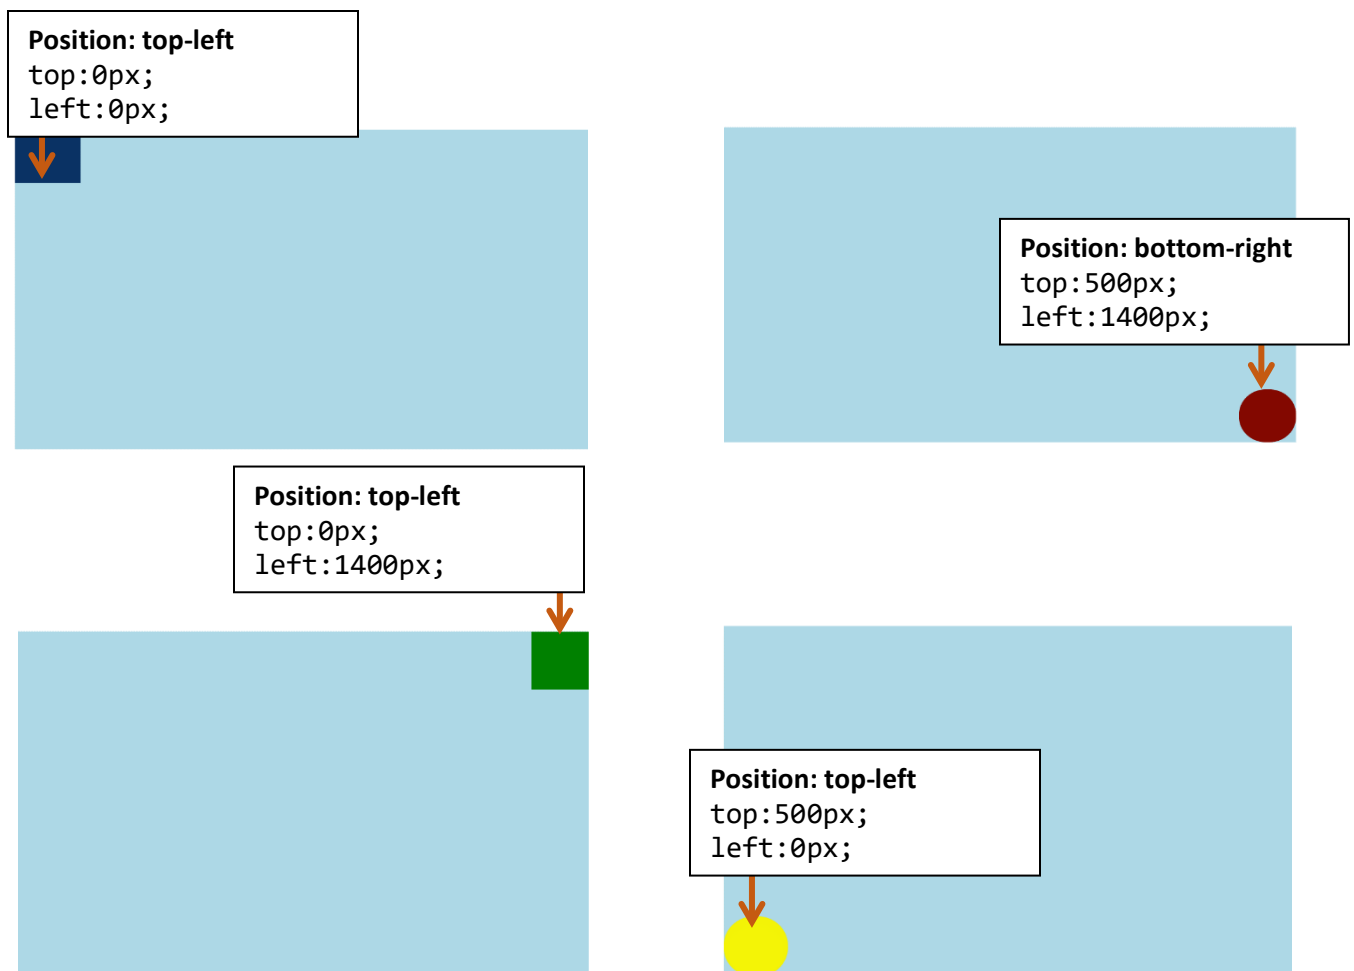 Position: top-left
top:0px;
left:0px;
Position: bottom-right
top:500px;
left:1400px;
Position: top-left
top:0px;
left:1400px;
Position: top-left
top:500px;
left:0px;